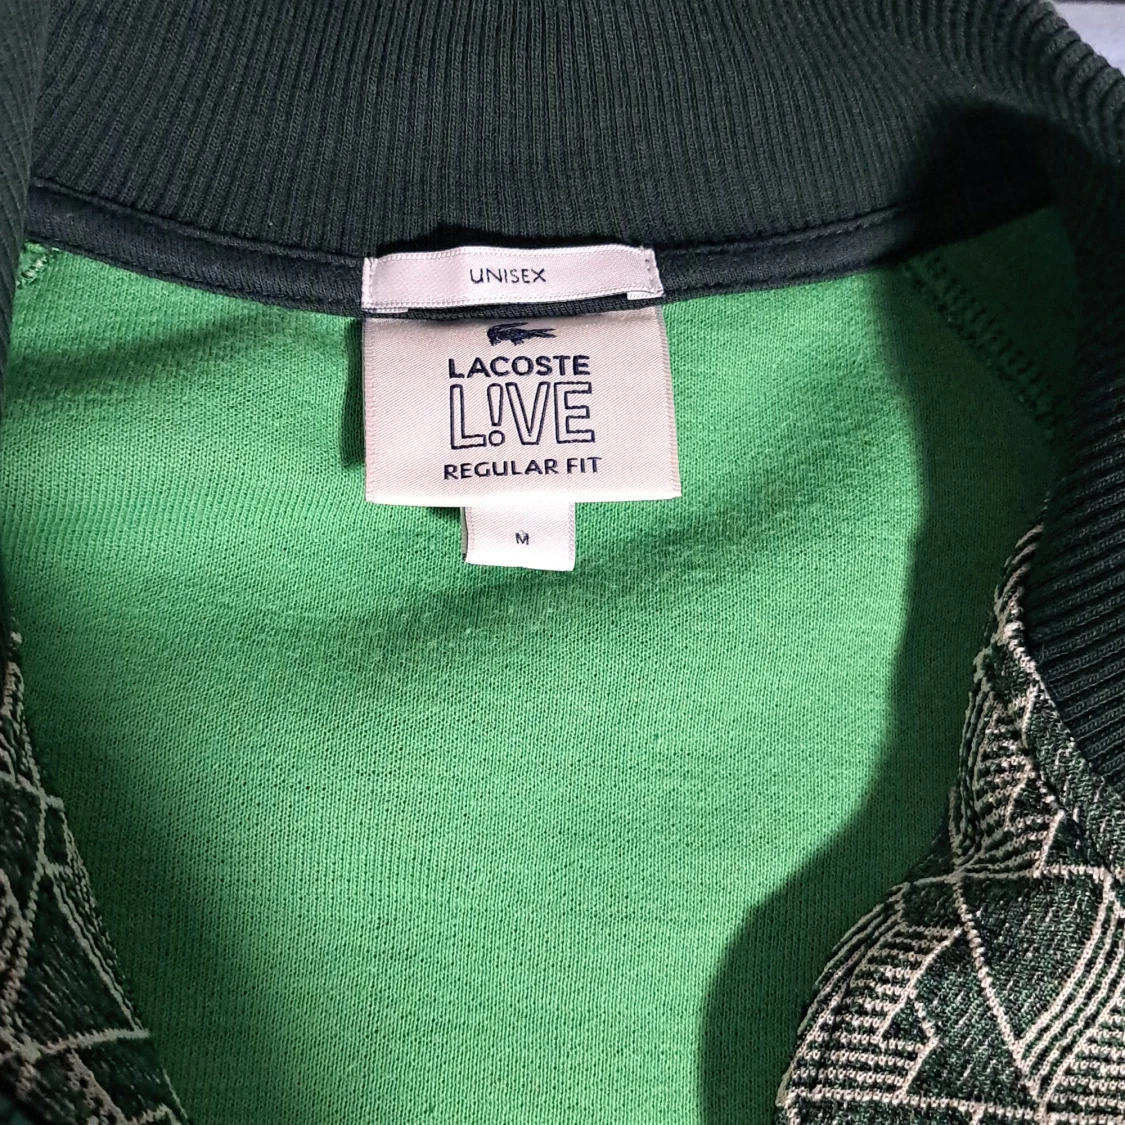 UNISEX
LACOSTE
L!VE
REGULAR FIT
M